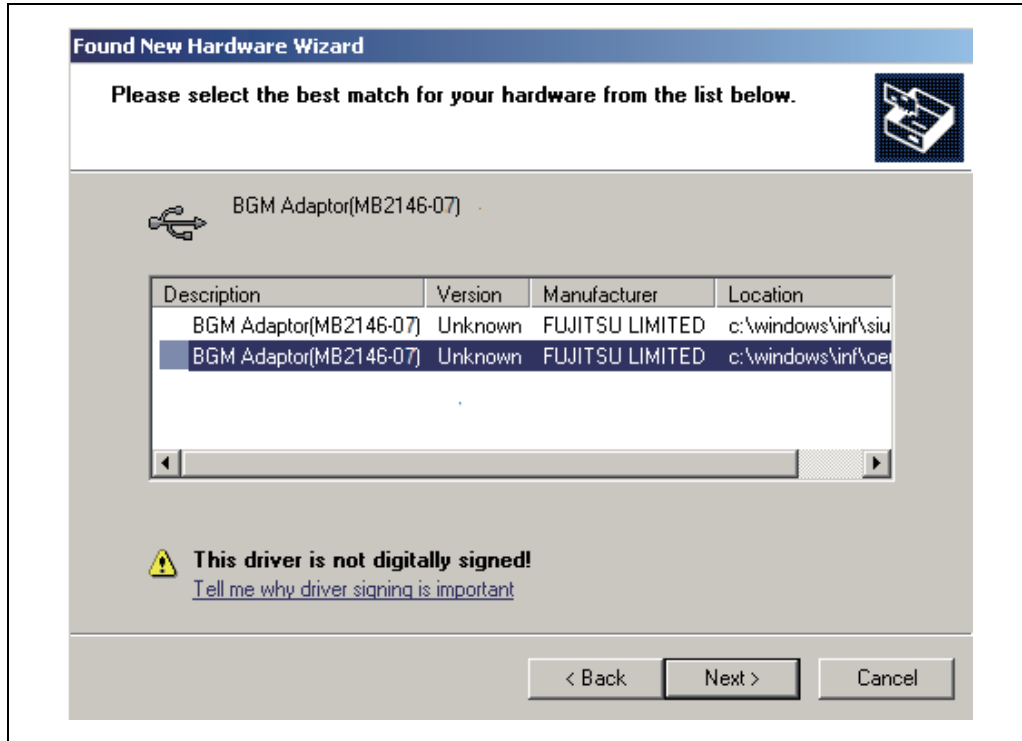 Found New Hardware Wizard
Please select the best match for your hardware from the list below.
BGM Adaptor(MB2146-07)
Description Version Manufacturer Location
BGM Adaptor(MB2146-07) Unknown FUJITSU LIMITED c:\windows\inf\siu
BGM Adaptor(MB2146-07) Unknown FUJITSU LIMITED c:\windows\inf\oer
This driver is not digitally signed!
Tell me why driver signing is important
< Back Next > Cancel